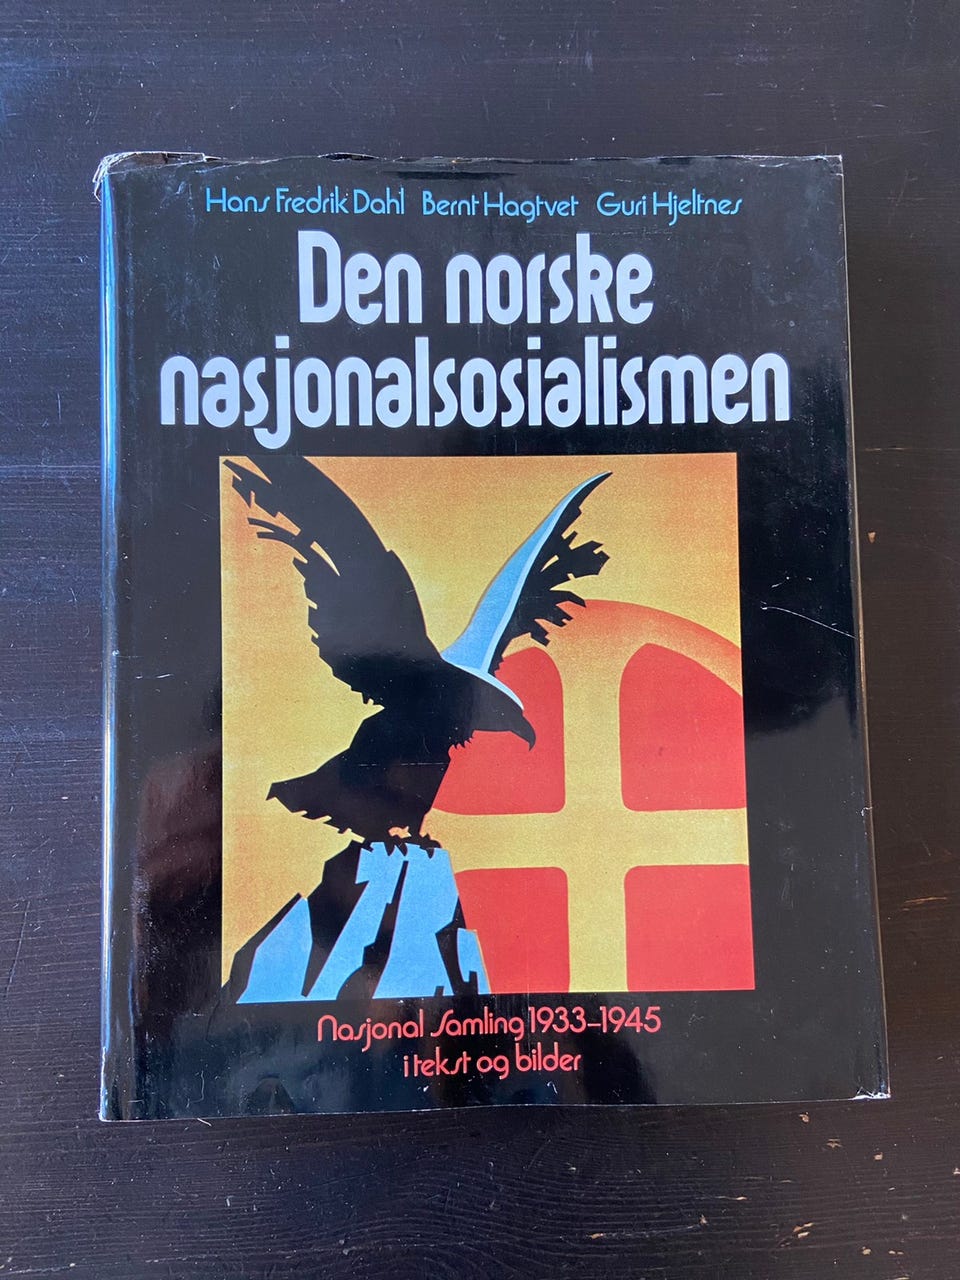 Hans Fredrik Dahl Bernt Hagtvet Guri Hjeltnes
Den norske
nasjonalsosialismen
Nasjonal Samling 1933–1945
i tekst og bilder